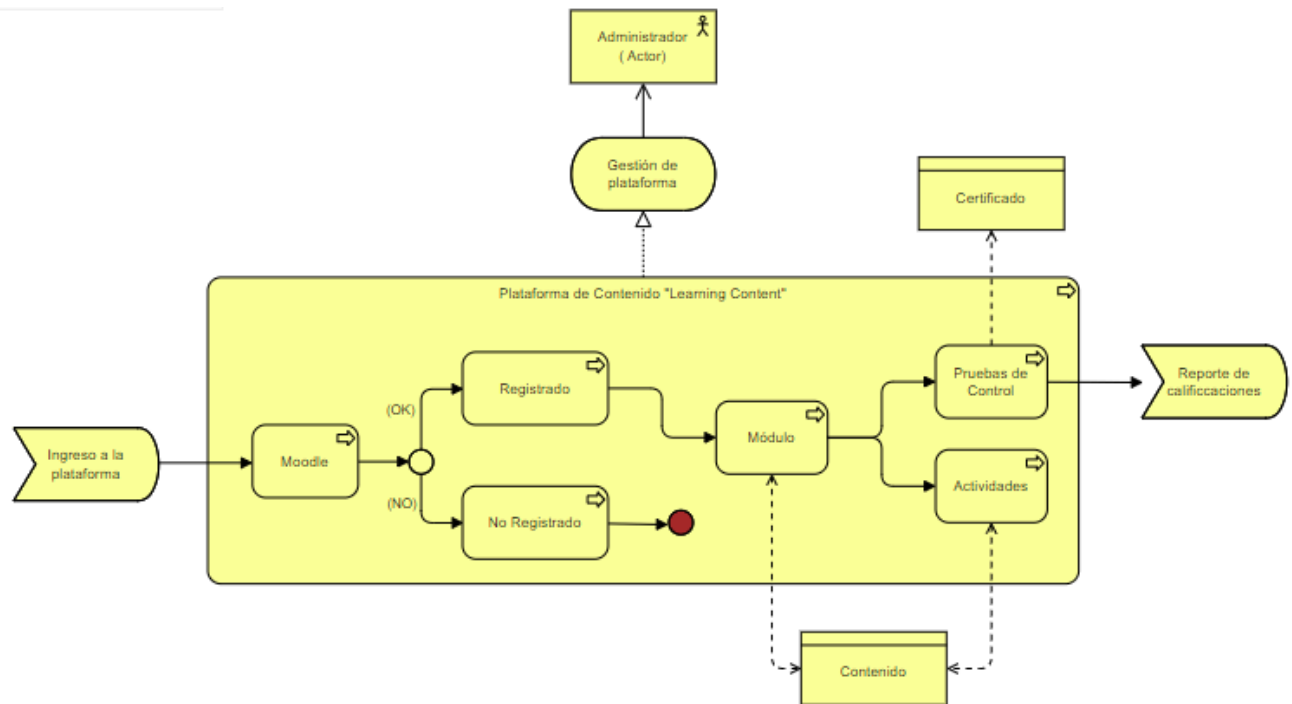 Administrador
( Actor)
Gestión de
plataforma
Certificado
Plataforma de Contenido "Learning Content"
Registrado
Pruebas de
Control
Reporte de
calificcaciones
(OK)
Módulo
Ingreso a la
plataforma
Moodle
Actividades
(NO)
No Registrado
Contenido